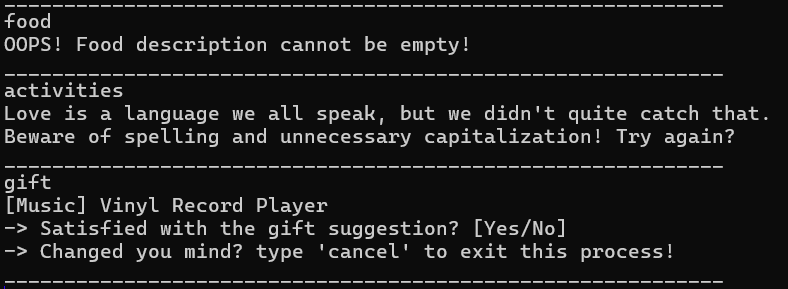 ____________________________________________________________
food
OOPS! Food description cannot be empty!
____________________________________________________________
activities
Love is a language we all speak, but we didn't quite catch that.
Beware of spelling and unnecessary capitalization! Try again?
____________________________________________________________
gift
[Music] Vinyl Record Player
-> Satisfied with the gift suggestion? [Yes/No]
-> Changed you mind? type 'cancel' to exit this process!
____________________________________________________________